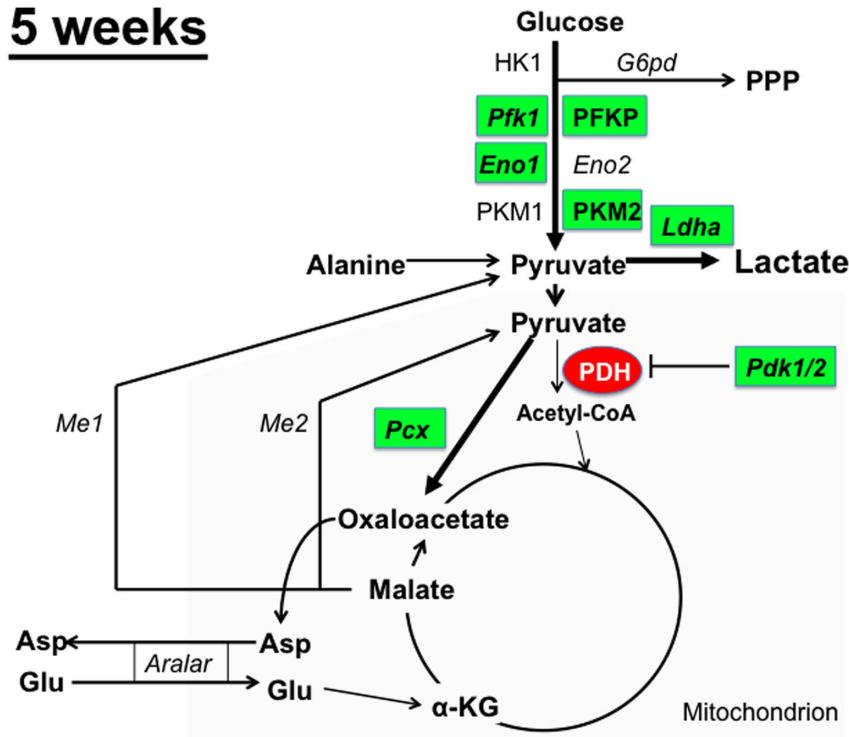 5 weeks
Glucose
HK1
G6pd
PPP
Pfk1
PFKP
Eno1
Eno2
PKM1
PKM2
Ldha
Alanine
Pyruvate
Lactate
Pyruvate
PDH
Pdk1/2
Me1
Me2
Pcx
Acetyl-CoA
Oxaloacetate
Malate
Asp
Asp
Aralar
Glu
Glu
α-KG
Mitochondrion